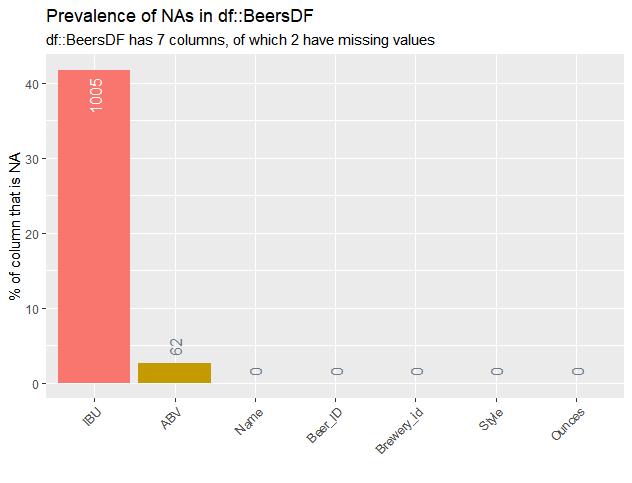 Prevalence of NAs in df::BeersDF
df::BeersDF has 7 columns, of which 2 have missing values
% of column that is NA
40
30
20
10
0
1005
62
0
0
0
0
0
IBU
ABV
Name
Beer_ID
Brewery_id
Style
Ounces